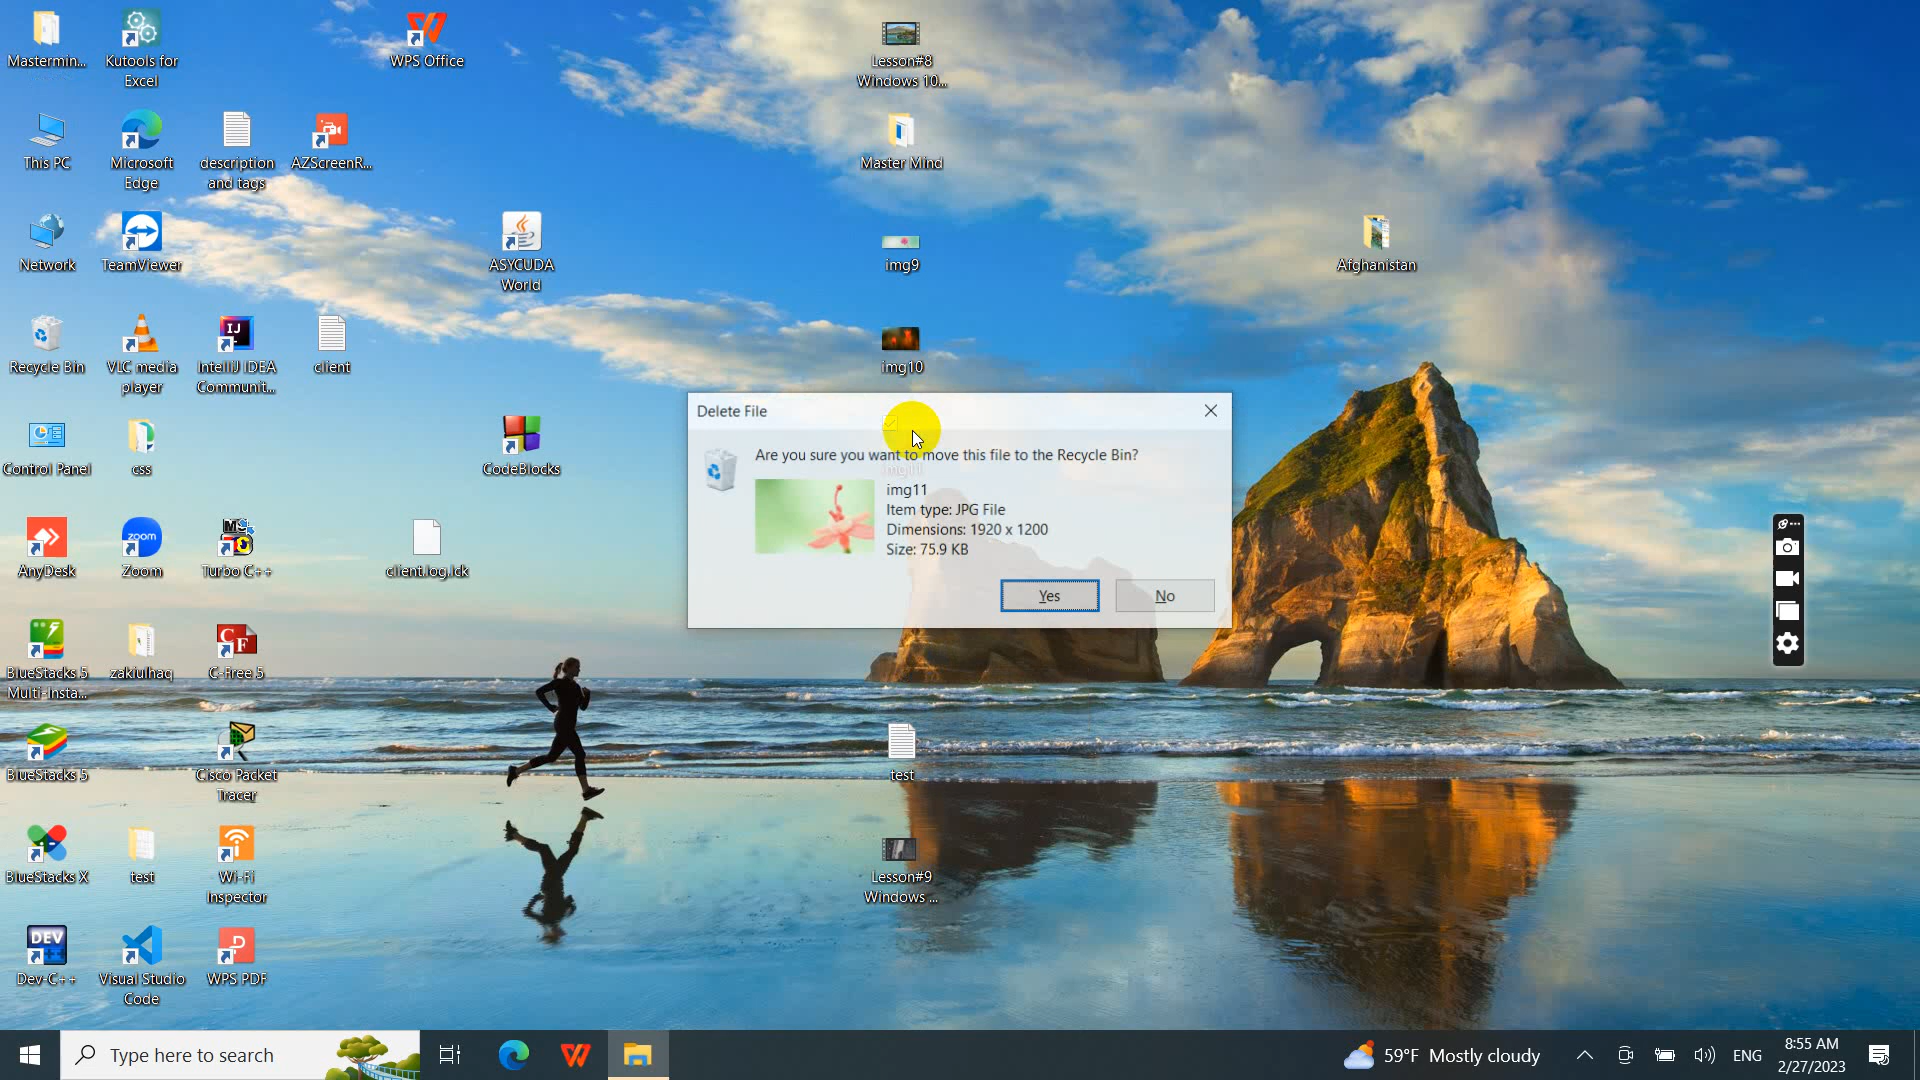 Mastermin...
Kutools for
Excel
WPS Office
Lesson#8
Windows 10...
This PC
Microsoft
Edge
description
and tags
AZScreenR...
Master Mind
Network
TeamViewer
ASYCUDA
World
img9
Afghanistan
Recycle Bin
VLC media
player
IJ
IntelliJ IDEA
Communit...
client
img10
Delete File
Are you sure you want to move this file to the Recycle Bin?
img11
Item type: JPG File
Dimensions: 1920 x 1200
Size: 75.9 KB
Yes
No
Control Panel
css
CodeBlocks
AnyDesk
zoom
Zoom
Turbo C++
client.log.lck
BlueStacks 5
Multi-Insta...
zakiulhaq
C-Free 5
BlueStacks 5
Cisco Packet
Tracer
test
BlueStacks X
test
Wi-Fi
Inspector
Lesson#9
Windows ...
DEV
Dev-C++
Visual Studio
Code
WPS PDF
Type here to search
59°F Mostly cloudy
ENG
8:55 AM
2/27/2023